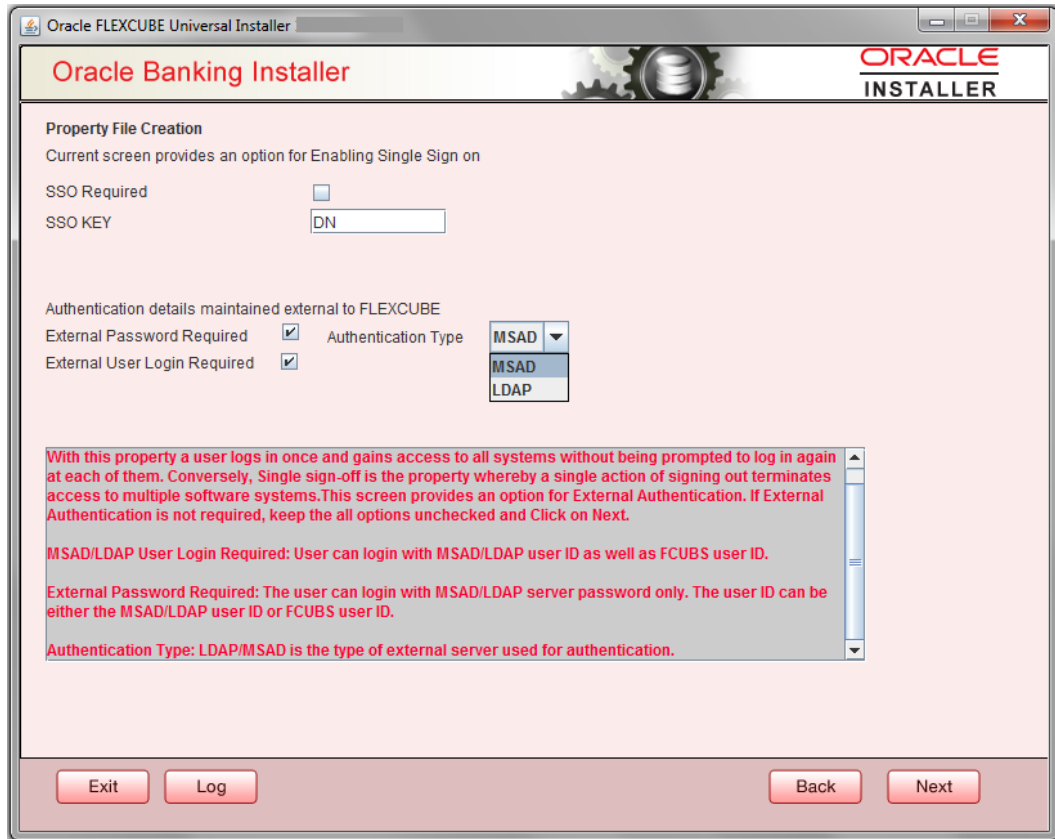 Oracle FLEXCUBE Universal Installer
Oracle Banking Installer
ORACLE
INSTALLER
Property File Creation
Current screen provides an option for Enabling Single Sign on
SSO Required
SSO KEY DN
Authentication details maintained external to FLEXCUBE
External Password Required Authentication Type MSAD
External User Login Required MSAD
LDAP
With this property a user logs in once and gains access to all systems without being prompted to log in again
at each of them. Conversely, Single sign-off is the property whereby a single action of signing out terminates
access to multiple software systems.This screen provides an option for External Authentication. If External
Authentication is not required, keep the all options unchecked and Click on Next.
MSAD/LDAP User Login Required: User can login with MSAD/LDAP user ID as well as FCUBS user ID.
External Password Required: The user can login with MSAD/LDAP server password only. The user ID can be
either the MSAD/LDAP user ID or FCUBS user ID.
Authentication Type: LDAP/MSAD is the type of external server used for authentication.
Exit Log Back Next